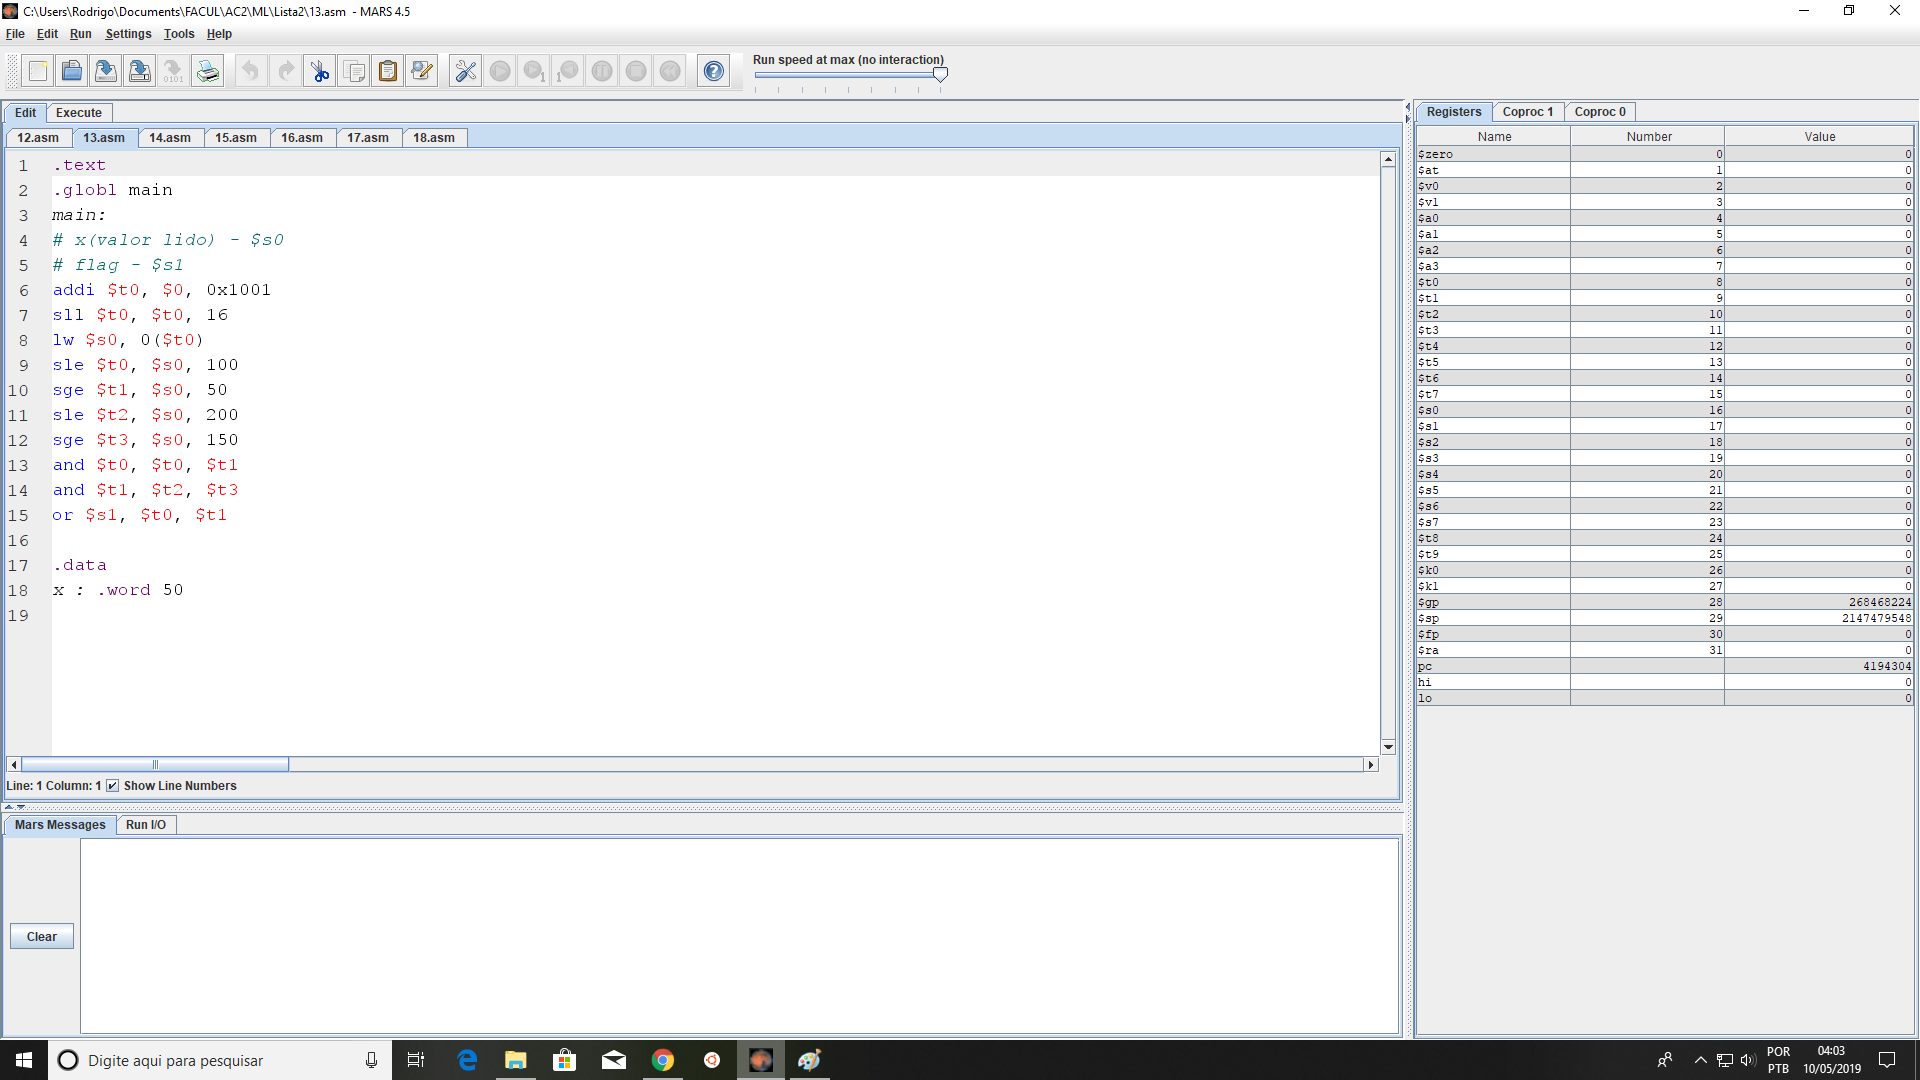 C:\Users\Rodrigo\Documents\FACUL\AC2\ML\Lista2\13.asm - MARS 4.5
File Edit Run Settings Tools Help
Run speed at max (no interaction)
Edit Execute
12.asm 13.asm 14.asm 15.asm 16.asm 17.asm 18.asm
1 .text
2 .globl main
3 main:
4 # x(valor lido) - $s0
5 # flag - $s1
6 addi $t0, $0, 0x1001
7 sll $t0, $t0, 16
8 lw $s0, 0($t0)
9 sle $t0, $s0, 100
10 sge $t1, $s0, 50
11 sle $t2, $s0, 200
12 sge $t3, $s0, 150
13 and $t0, $t0, $t1
14 and $t1, $t2, $t3
15 or $s1, $t0, $t1
16
17 .data
18 x : .word 50
19
Line: 1 Column: 1 Show Line Numbers
Mars Messages Run I/O
Clear
Registers Coproc 1 Coproc 0
Name Number Value
$zero 0 0
$at 1 0
$v0 2 0
$v1 3 0
$a0 4 0
$a1 5 0
$a2 6 0
$a3 7 0
$t0 8 0
$t1 9 0
$t2 10 0
$t3 11 0
$t4 12 0
$t5 13 0
$t6 14 0
$t7 15 0
$s0 16 0
$s1 17 0
$s2 18 0
$s3 19 0
$s4 20 0
$s5 21 0
$s6 22 0
$s7 23 0
$t8 24 0
$t9 25 0
$k0 26 0
$k1 27 0
$gp 28 268468224
$sp 29 2147479548
$fp 30 0
$ra 31 0
pc 4194304
hi 0
lo 0
Digite aqui para pesquisar
POR
PTB
04:03
10/05/2019